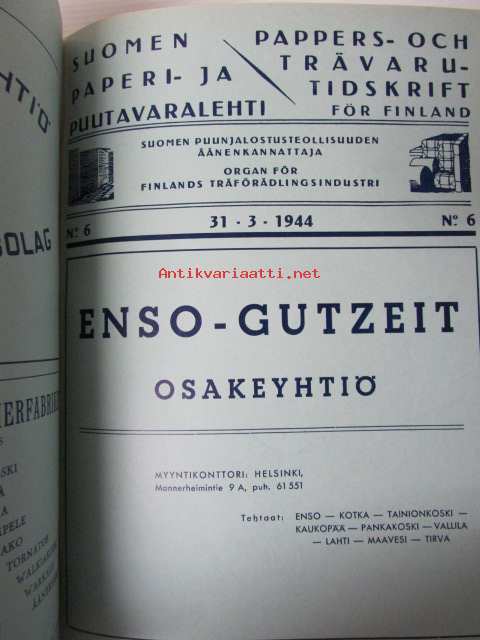 SUOMEN
PAPERI- JA
PUUTAVARALEHTI
PAPPERS- OCH
TRÄVARU-
TIDSKRIFT
FÖR FINLAND
SUOMEN PUUNJALOSTUSTEOLLISUUDEN
ÄÄNENKANNATTAJA
ORGAN FÖR
FINLANDS TRÄFÖRÄDLINGSINDUSTRI
No 6
31 - 3 - 1944
No 6
Antikvariaatti.net
ENSO - GUTZEIT
OSAKEYHTIÖ
MYYNTIKONTTORI: HELSINKI,
Mannerheimintie 9 A, puh. 61 551
Tehtaat: ENSO — KOTKA — TAINIONKOSKI —
KAUKOPÄÄ — PANKAKOSKI — VALLILA
— LAHTI — MAAVESI — TIRVA
HTIÖ
BOLAG